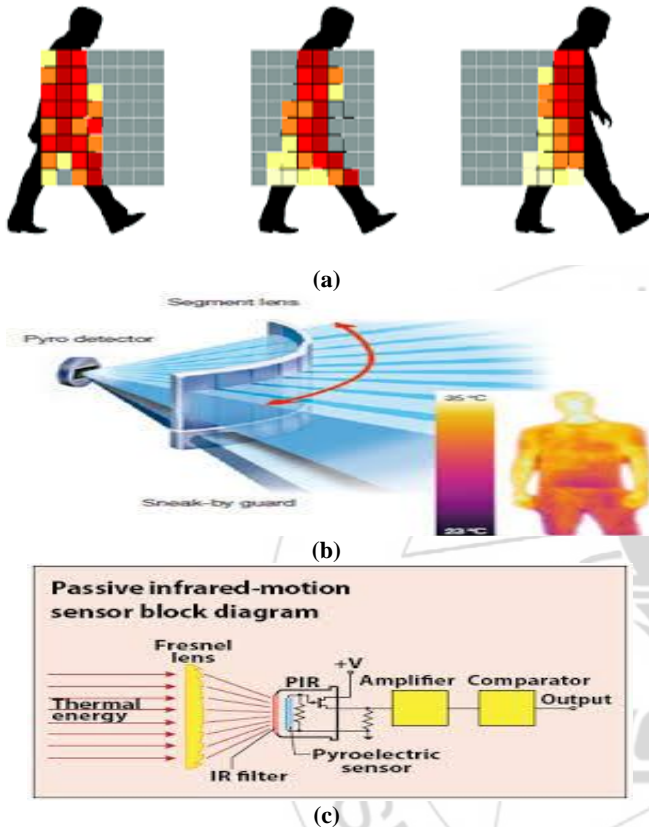 (a)
Segment lens
Pyro detector
Sneak-by guard
35 °C
23 °C
(b)
Passive infrared-motion
sensor block diagram
Fresnel
lens
PIR
+V
Amplifier
Comparator
Output
Thermal
energy
Pyroelectric
sensor
IR filter
(c)